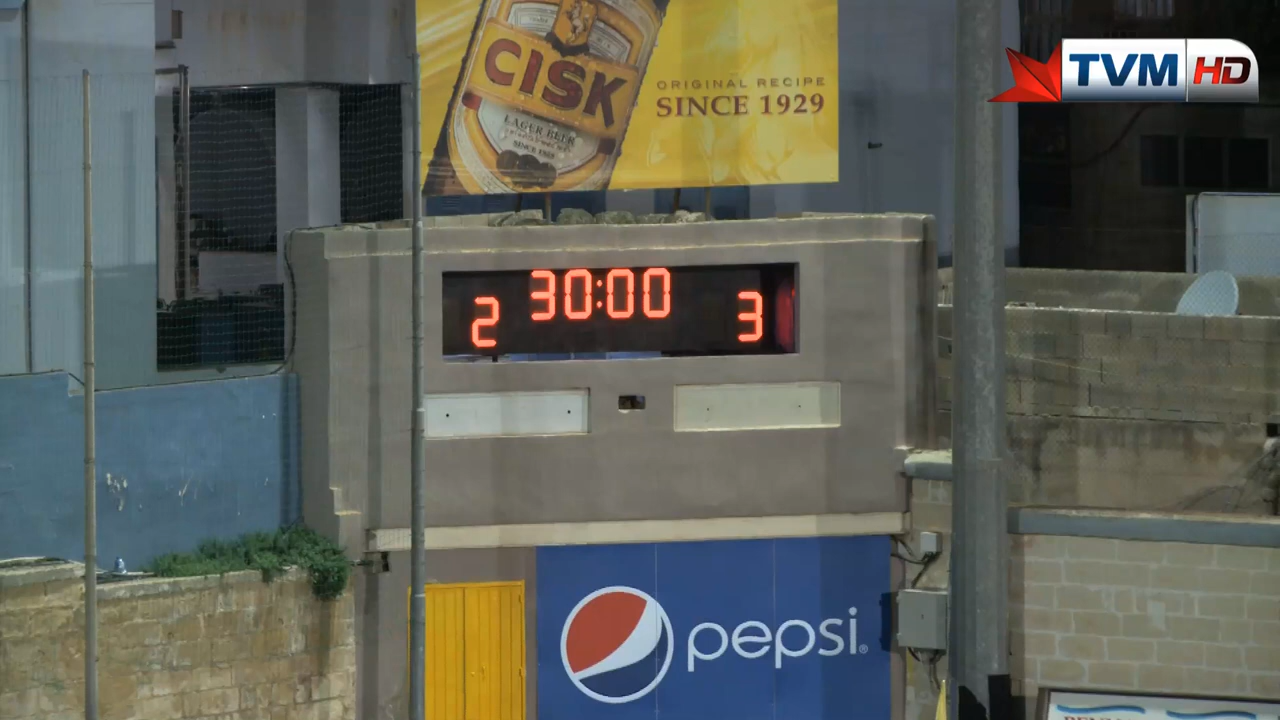 TVM HD
CISK
LAGER BEER
ORIGINAL RECIPE
SINCE 1929
30:00
2
3
pepsi